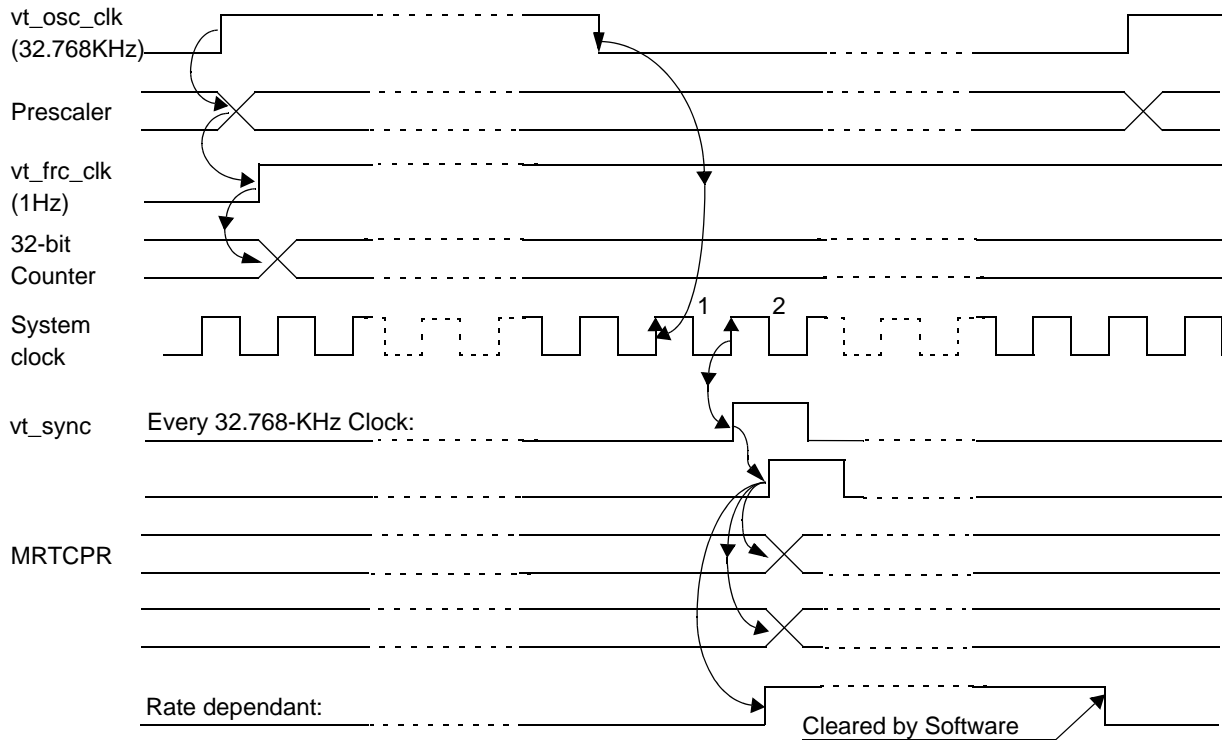 vt_osc_clk
(32.768KHz)
Prescaler
vt_frc_clk
(1Hz)
32-bit
Counter
System
clock
1
2
vt_sync
Every 32.768-KHz Clock:
MRTCPR
Rate dependant:
Cleared by Software